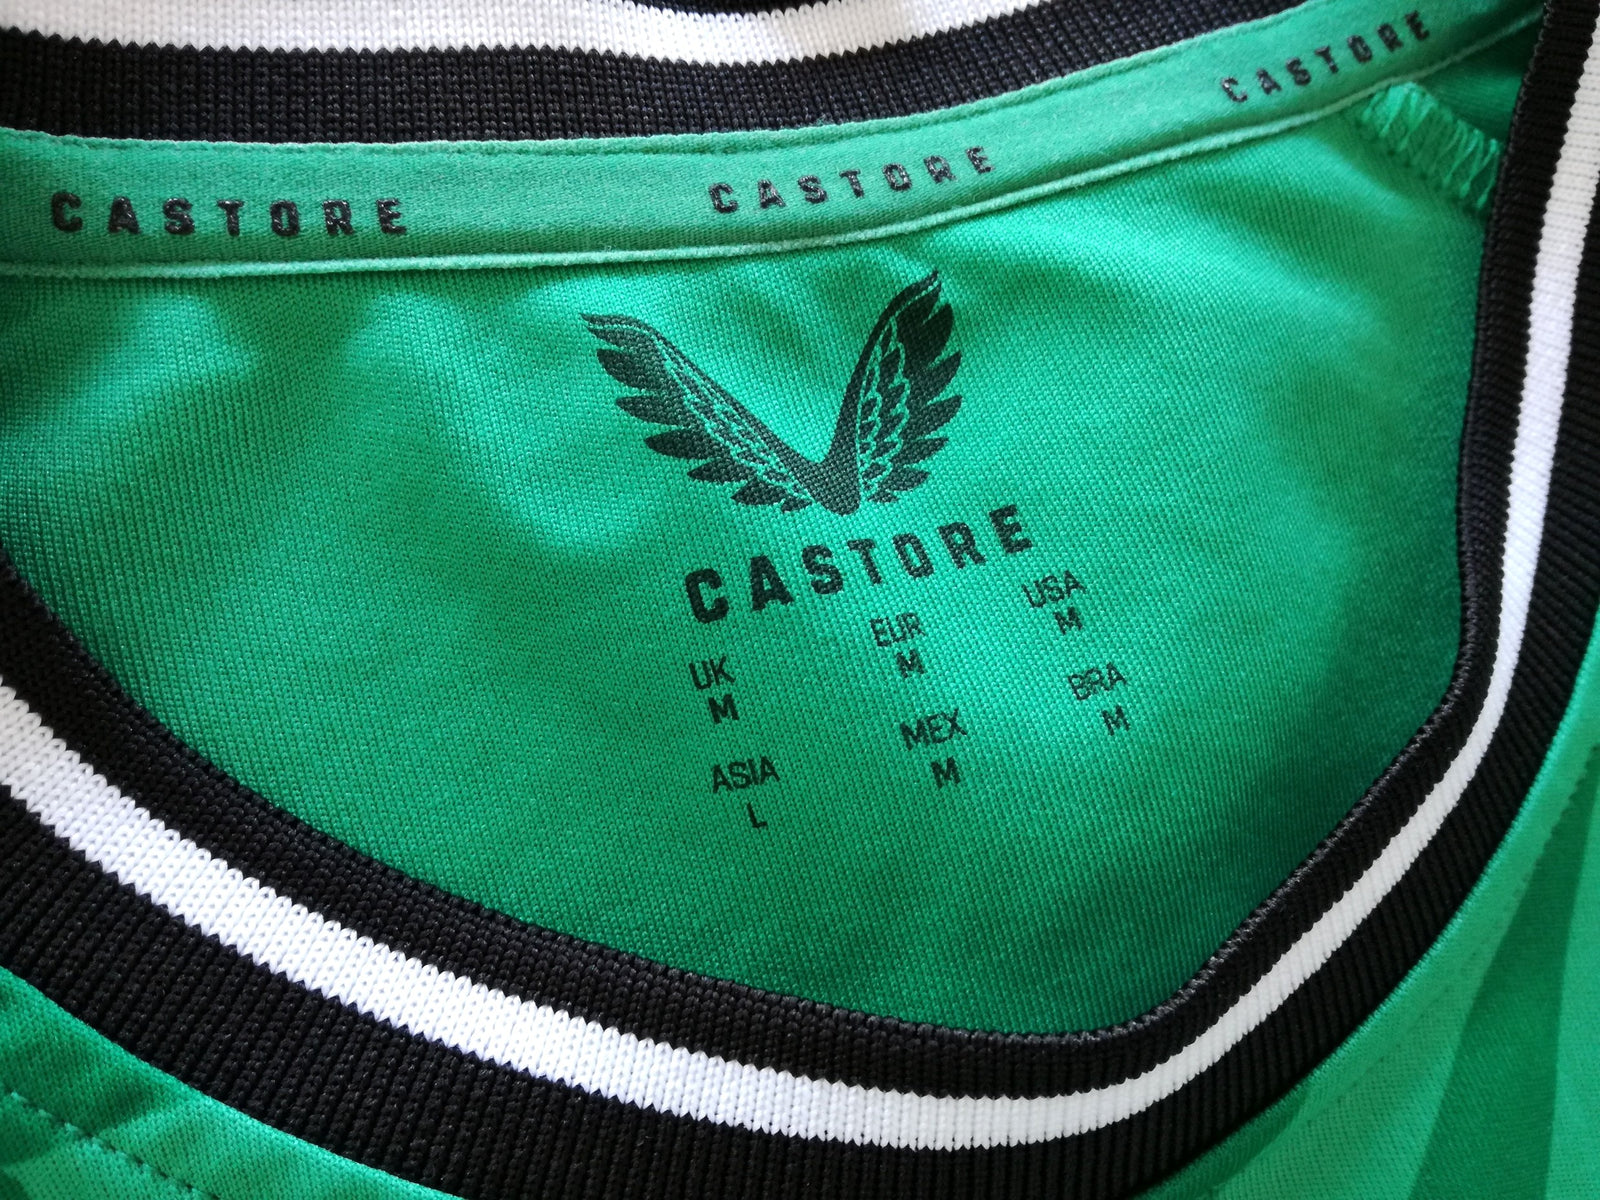 CASTORE CASTORE CASTORE
CASTORE
UK EUR USA
M M M
ASIA MEX BRA
L M M